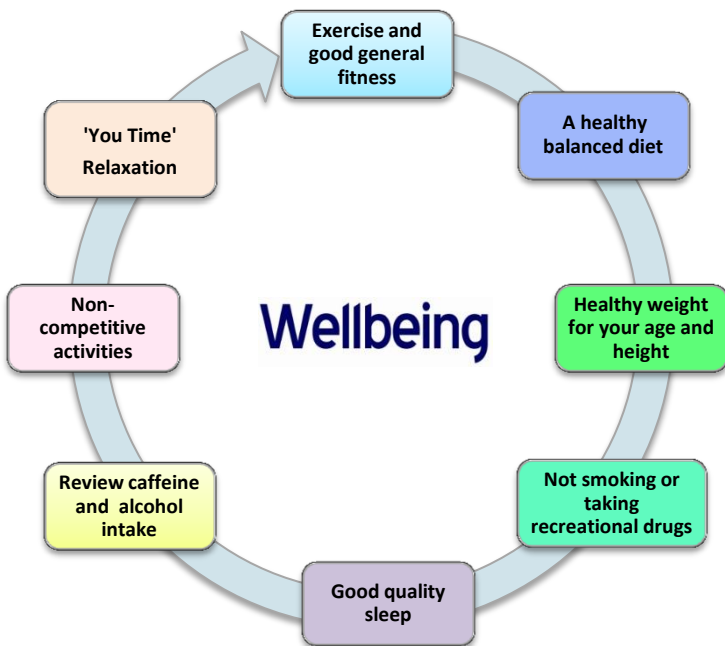 Exercise and
good general
fitness
A healthy
balanced diet
Healthy weight
for your age and
height
Not smoking or
taking
recreational drugs
Good quality
sleep
Review caffeine
and alcohol
intake
Non-
competitive
activities
'You Time'
Relaxation
Wellbeing